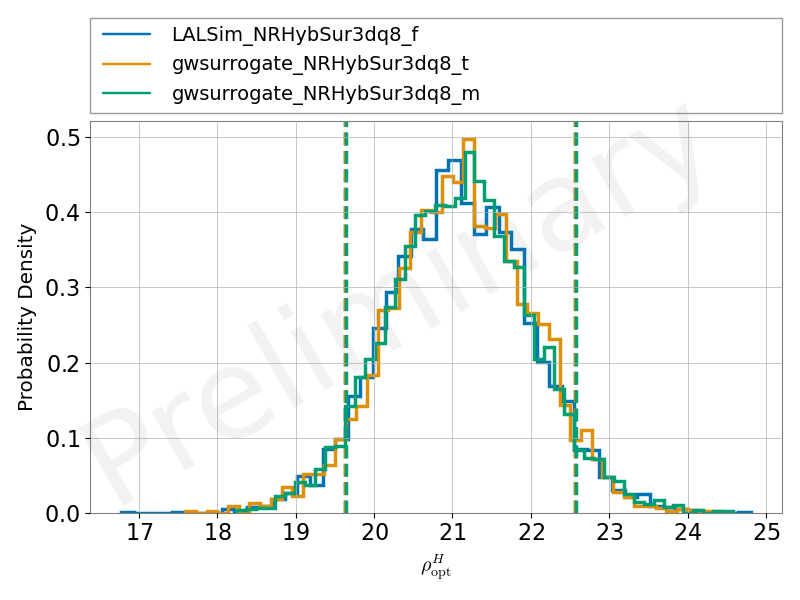 LALSim_NRHybSur3dq8_f
gwsurrogate_NRHybSur3dq8_t
gwsurrogate_NRHybSur3dq8_m
Preliminary
Probability Density
0.5
0.4
0.3
0.2
0.1
0.0
17 18 19 20 21 22 23 24 25
ρ^H_opt